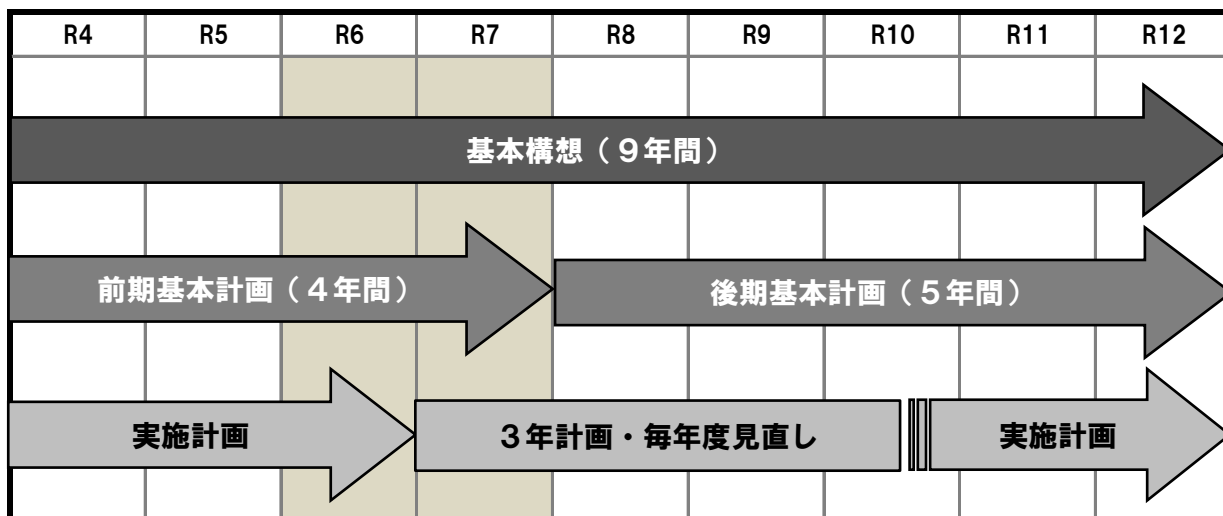 R4 R5 R6 R7 R8 R9 R10 R11 R12
基本構想（９年間）
前期基本計画（４年間） 後期基本計画（５年間）
実施計画 ３年計画・毎年度見直し 実施計画